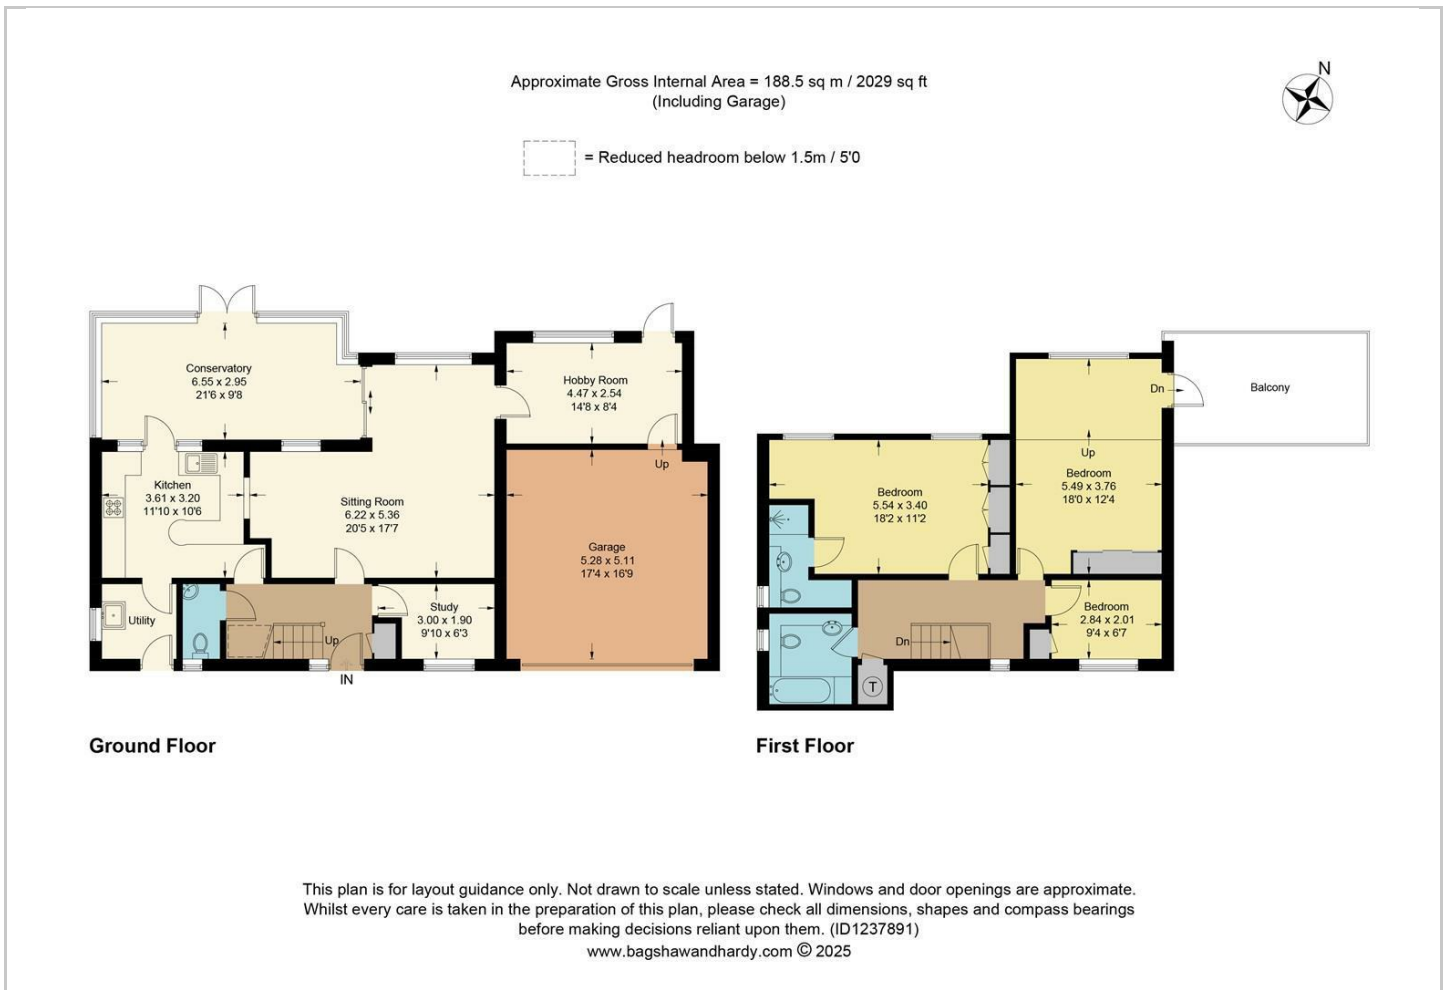 Approximate Gross Internal Area = 188.5 sq m / 2029 sq ft
(Including Garage)
N
= Reduced headroom below 1.5m / 5'0
Conservatory
6.55 x 2.95
21'6 x 9'8
Hobby Room
4.47 x 2.54
14'8 x 8'4
Up
Kitchen
3.61 x 3.20
11'10 x 10'6
Sitting Room
6.22 x 5.36
20'5 x 17'7
Garage
5.28 x 5.11
17'4 x 16'9
Utility
Up
Study
3.00 x 1.90
9'10 x 6'3
IN
Ground Floor
Dn
Balcony
Up
Bedroom
5.49 x 3.76
18'0 x 12'4
Bedroom
5.54 x 3.40
18'2 x 11'2
Bedroom
2.84 x 2.01
9'4 x 6'7
Dn
T
First Floor
This plan is for layout guidance only. Not drawn to scale unless stated. Windows and door openings are approximate.
Whilst every care is taken in the preparation of this plan, please check all dimensions, shapes and compass bearings
before making decisions reliant upon them. (ID1237891)
www.bagshawandhardy.com © 2025